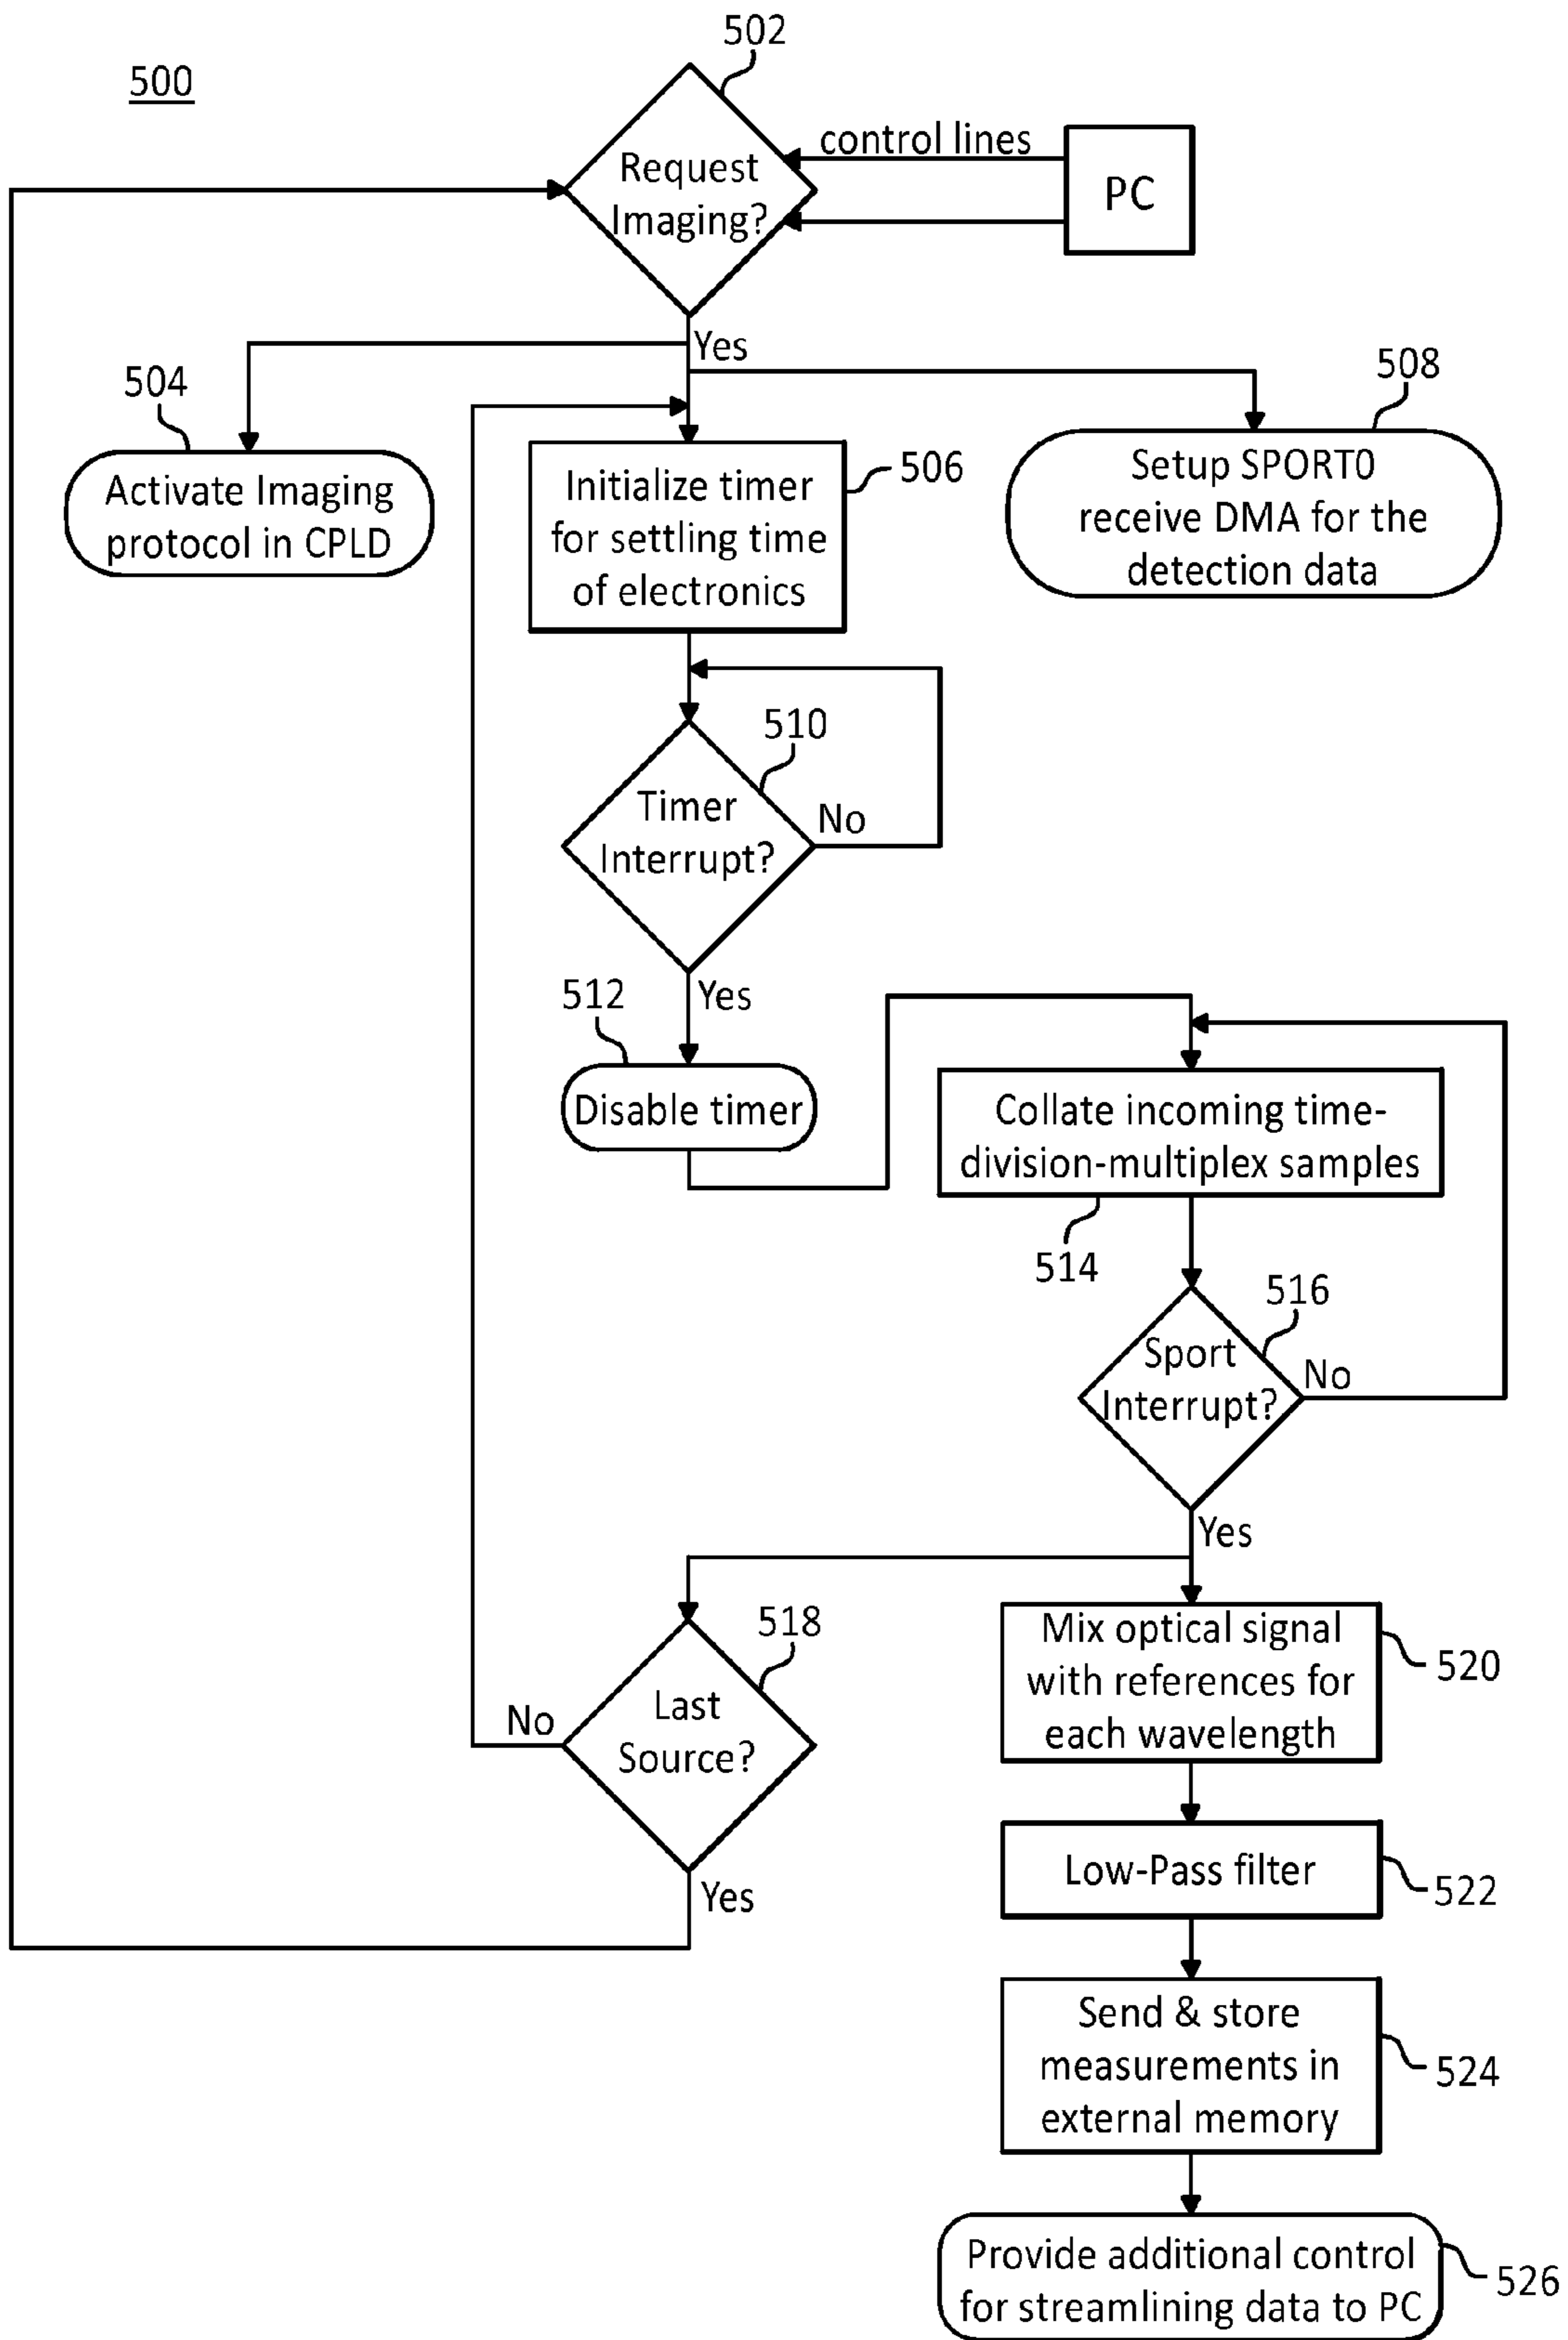 502
500
control lines
Request
Imaging?
PC
Yes
504
508
Activate Imaging
protocol in CPLD
Initialize timer
for settling time
of electronics
506
Setup SPORT0
receive DMA for the
detection data
510
Timer
Interrupt?
No
Yes
512
Disable timer
Collate incoming time-
division-multiplex samples
514
516
Sport
Interrupt?
No
Yes
518
Last
Source?
No
Yes
Mix optical signal
with references for
each wavelength
520
Low-Pass filter
522
Send & store
measurements in
external memory
524
Provide additional control
for streamlining data to PC
526